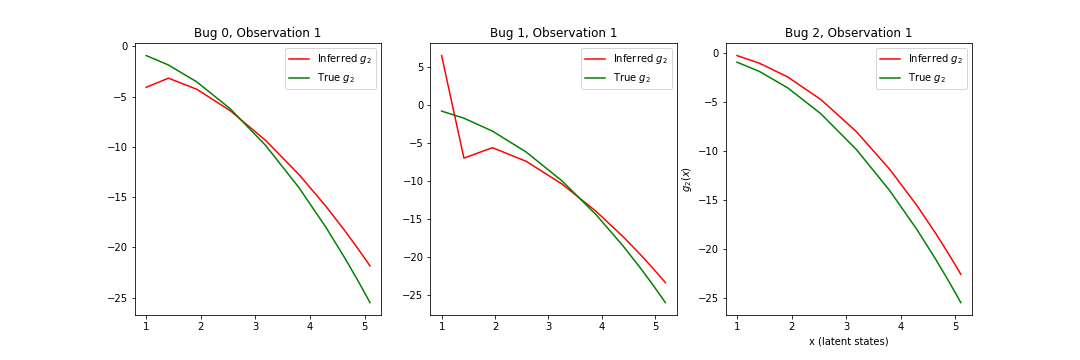 Bug 0, Observation 1
Inferred g₂
True g₂
0
−5
−10
−15
−20
−25
1 2 3 4 5
Bug 1, Observation 1
Inferred g₂
True g₂
5
0
−5
−10
−15
−20
−25
1 2 3 4 5
Bug 2, Observation 1
Inferred g₂
True g₂
g₂(x)
0
−5
−10
−15
−20
−25
1 2 3 4 5
x (latent states)